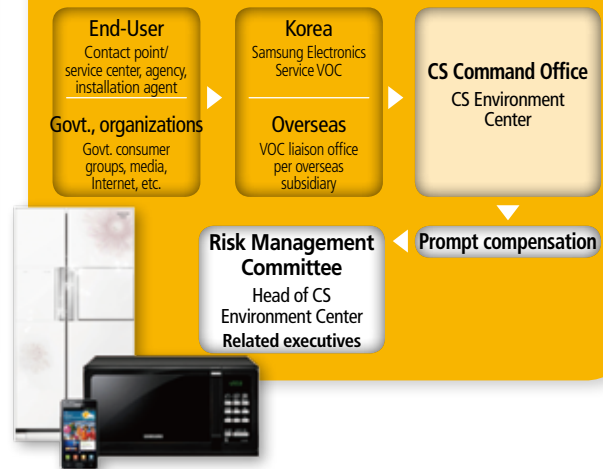 End-User
Contact point/
service center, agency,
installation agent
Govt., organizations
Govt. consumer
groups, media,
Internet, etc.
Korea
Samsung Electronics
Service VOC
Overseas
VOC liaison office
per overseas
subsidiary
CS Command Office
CS Environment
Center
Prompt compensation
Risk Management
Committee
Head of CS
Environment Center
Related executives
SAMSUNG